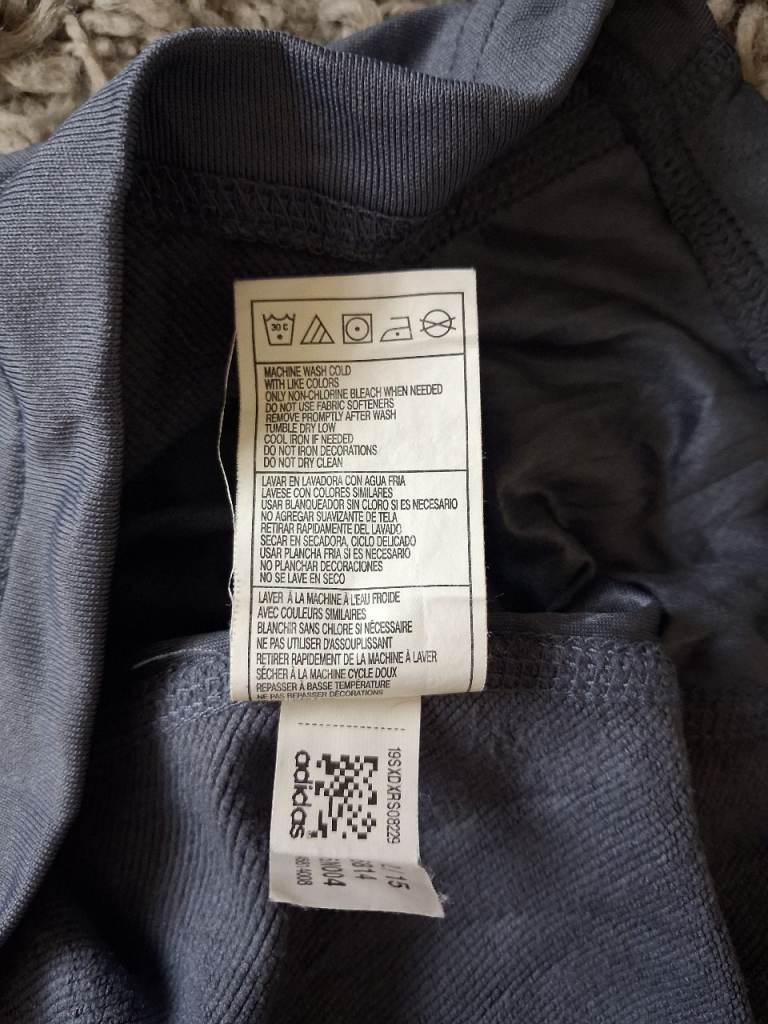 30 C
MACHINE WASH COLD
WITH LIKE COLORS
ONLY NON-CHLORINE BLEACH WHEN NEEDED
DO NOT USE FABRIC SOFTENERS
REMOVE PROMPTLY AFTER WASH
TUMBLE DRY LOW
COOL IRON IF NEEDED
DO NOT IRON DECORATIONS
DO NOT DRY CLEAN
LAVAR EN LAVADORA CON AGUA FRIA
LAVESE CON COLORES SIMILARES
USAR BLANQUEADOR SIN CLORO SI ES NECESARIO
NO AGREGAR SUAVIZANTE DE TELA
RETIRAR RAPIDAMENTE DEL LAVADO
SECAR EN SECADORA, CICLO DELICADO
USAR PLANCHA FRIA SI ES NECESARIO
NO PLANCHAR DECORACIONES
NO SE LAVE EN SECO
LAVER À LA MACHINE À L'EAU FROIDE
AVEC COULEURS SIMILAIRES
BLANCHIR SANS CHLORE SI NÉCESSAIRE
NE PAS UTILISER D'ASSOUPLISSANT
RETIRER RAPIDEMENT DE LA MACHINE À LAVER
SÉCHER À LA MACHINE CYCLE DOUX
REPASSER À BASSE TEMPÉRATURE
NE PAS REPASSER DÉCORATIONS
19SXDXRS08229
adidas
/15